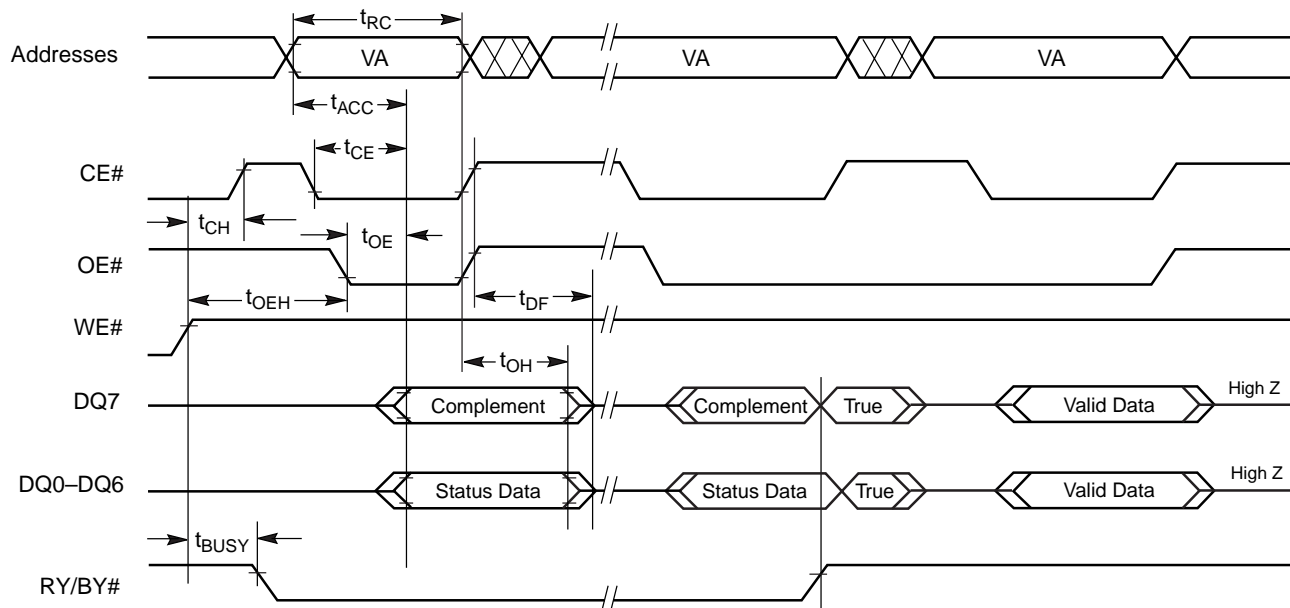 tRC
Addresses VA VA VA
tACC
tCE
CE#
tCH tOE
OE#
tOEH tDF
WE#
tOH
DQ7 Complement Complement True Valid Data High Z
DQ0–DQ6 Status Data Status Data True Valid Data High Z
tBUSY
RY/BY#